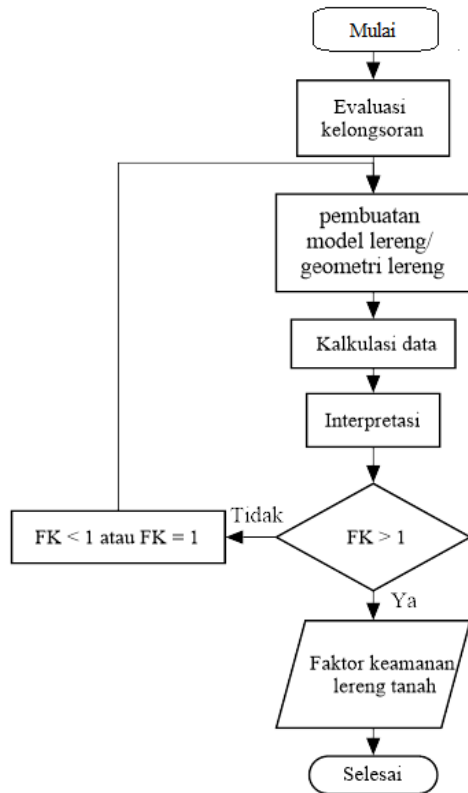 Mulai
Evaluasi
kelongsoran
pembuatan
model lereng/
geometri lereng
Kalkulasi data
Interpretasi
Tidak
FK < 1 atau FK = 1
FK > 1
Ya
Faktor keamanan
lereng tanah
Selesai